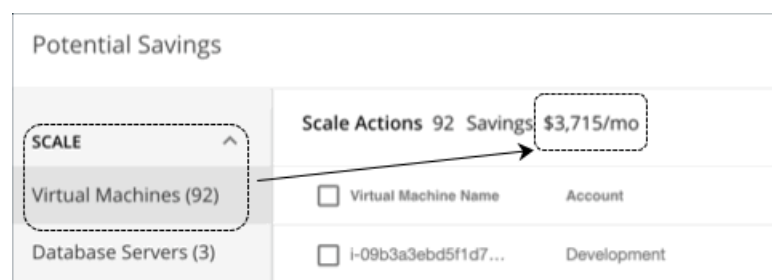 Potential Savings
SCALE
Virtual Machines (92)
Database Servers (3)
Scale Actions 92 Savings $3,715/mo
Virtual Machine Name Account
i-09b3a3ebd5f1d7... Development